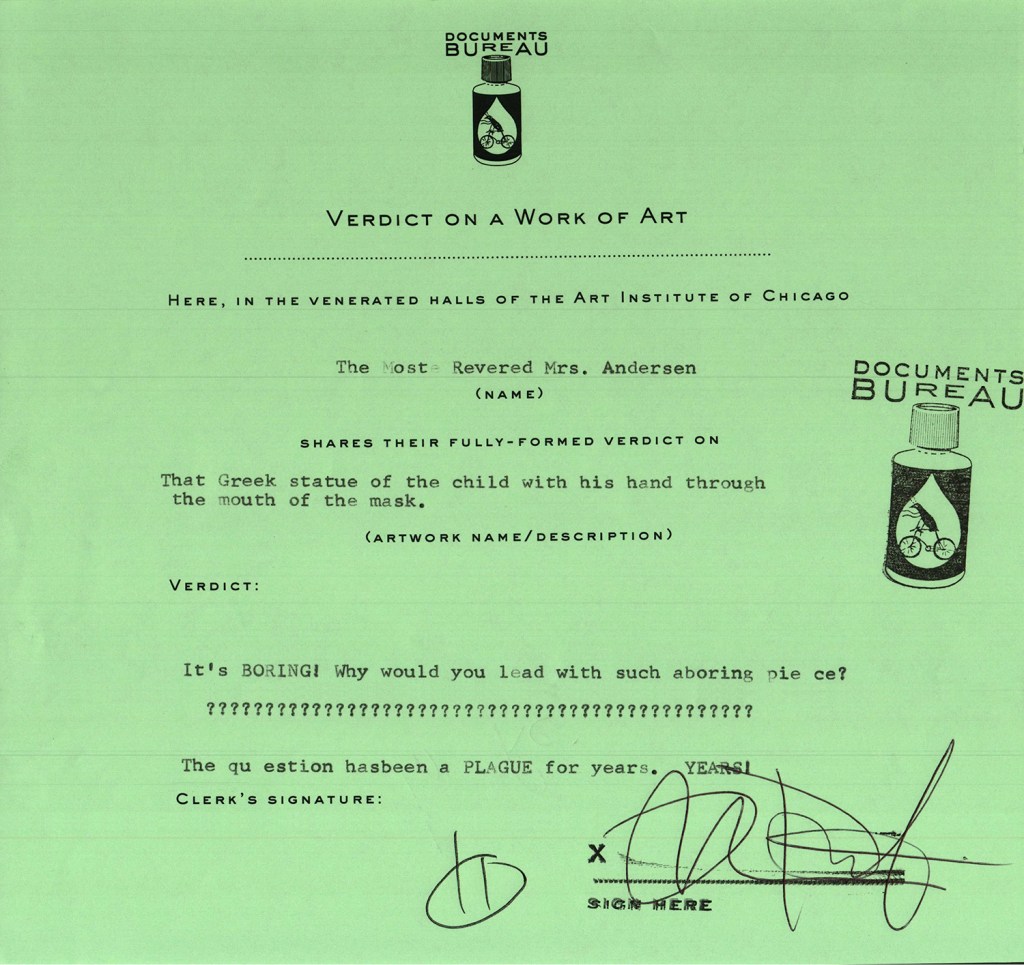 DOCUMENTS
BUREAU
VERDICT ON A WORK OF ART
HERE, IN THE VENERATED HALLS OF THE ART INSTITUTE OF CHICAGO
The Most Revered Mrs. Andersen
(NAME)
DOCUMENTS
BUREAU
SHARES THEIR FULLY-FORMED VERDICT ON
That Greek statue of the child with his hand through
the mouth of the mask.
(ARTWORK NAME/DESCRIPTION)
VERDICT:
It's BORING! Why would you lead with such aboring pie ce?
??????????????????????????????????????????????
The qu estion hasbeen a PLAGUE for years. YEARS!
CLERK'S SIGNATURE:
X
SIGN HERE